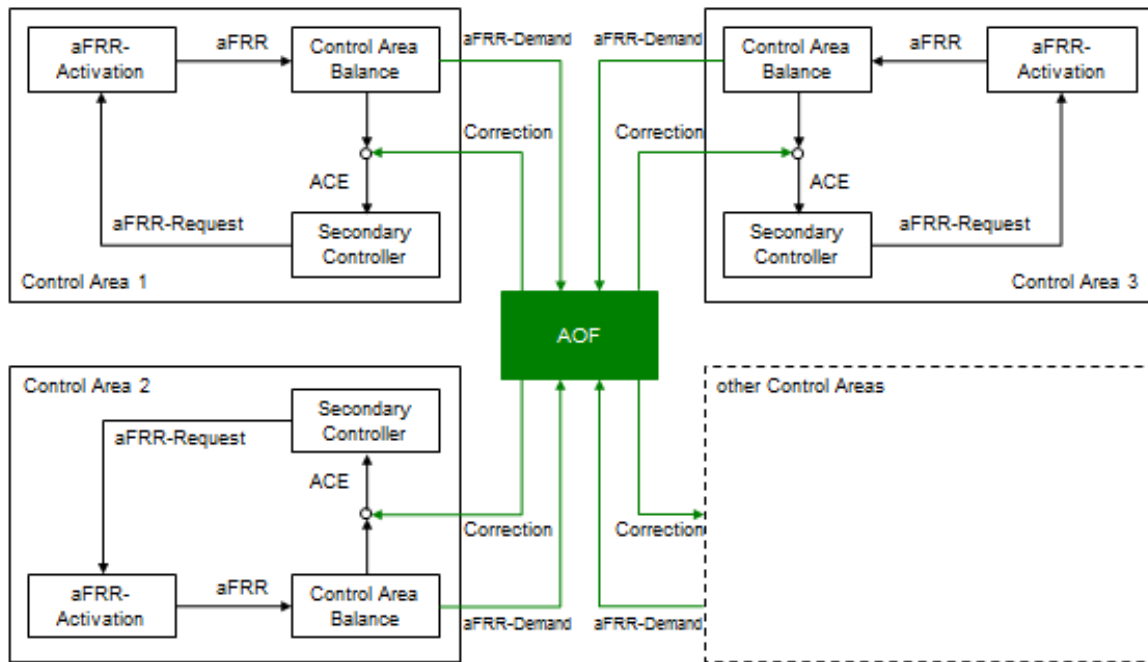 aFRR-
Activation
aFRR
Control Area
Balance
aFRR-Demand
Correction
ACE
aFRR-Request
Secondary
Controller
Control Area 1
aFRR-Demand
Control Area
Balance
aFRR
aFRR-
Activation
Correction
ACE
Secondary
Controller
aFRR-Request
Control Area 3
AOF
Control Area 2
Secondary
Controller
aFRR-Request
ACE
Correction
aFRR-
Activation
aFRR
Control Area
Balance
aFRR-Demand
other Control Areas
Correction
aFRR-Demand